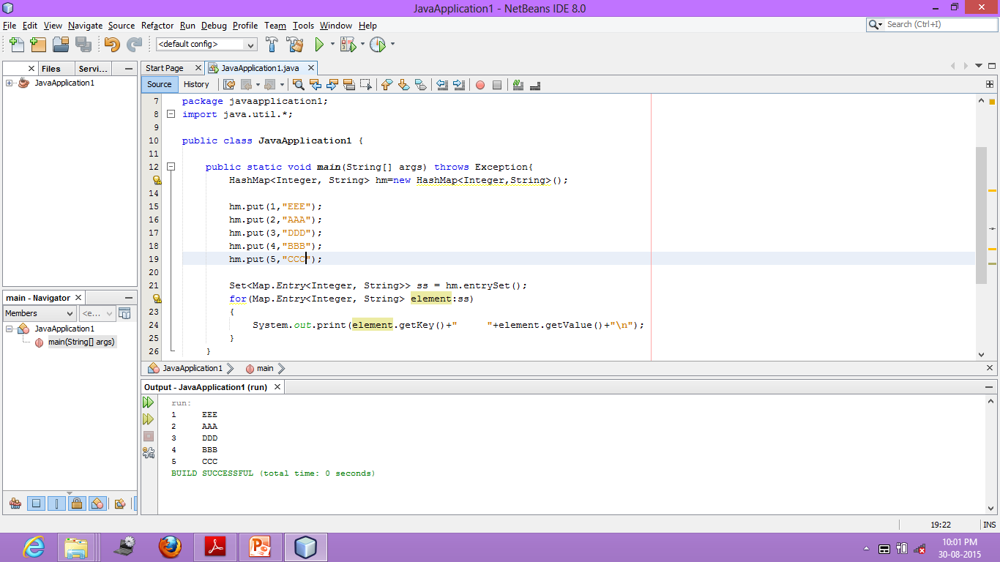 JavaApplication1 - NetBeans IDE 8.0
File Edit View Navigate Source Refactor Run Debug Profile Team Tools Window Help
Search (Ctrl+I)
<default config>
Files Servi...
JavaApplication1
Start Page JavaApplication1.java
Source History
7 package javaapplication1;
8 import java.util.*;
9
10 public class JavaApplication1 {
11
12 public static void main(String[] args) throws Exception{
HashMap<Integer, String> hm=new HashMap<Integer,String>();
14
15 hm.put(1,"EEE");
16 hm.put(2,"AAA");
17 hm.put(3,"DDD");
18 hm.put(4,"BBB");
19 hm.put(5,"CCC");
20
21 Set<Map.Entry<Integer, String>> ss = hm.entrySet();
for(Map.Entry<Integer, String> element:ss)
23 {
24 System.out.print(element.getKey()+"     "+element.getValue()+"\n");
25 }
26 }
JavaApplication1 main
main - Navigator
Members <e...
JavaApplication1
main(String[] args)
Output - JavaApplication1 (run)
run:
1 EEE
2 AAA
3 DDD
4 BBB
5 CCC
BUILD SUCCESSFUL (total time: 0 seconds)
19:22 INS
10:01 PM
30-08-2015